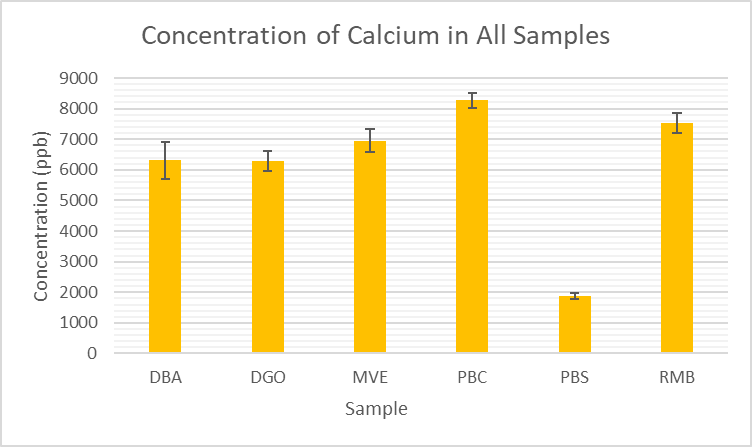 Concentration of Calcium in All Samples
Concentration (ppb)
9000
8000
7000
6000
5000
4000
3000
2000
1000
0
DBA DGO MVE PBC PBS RMB
Sample